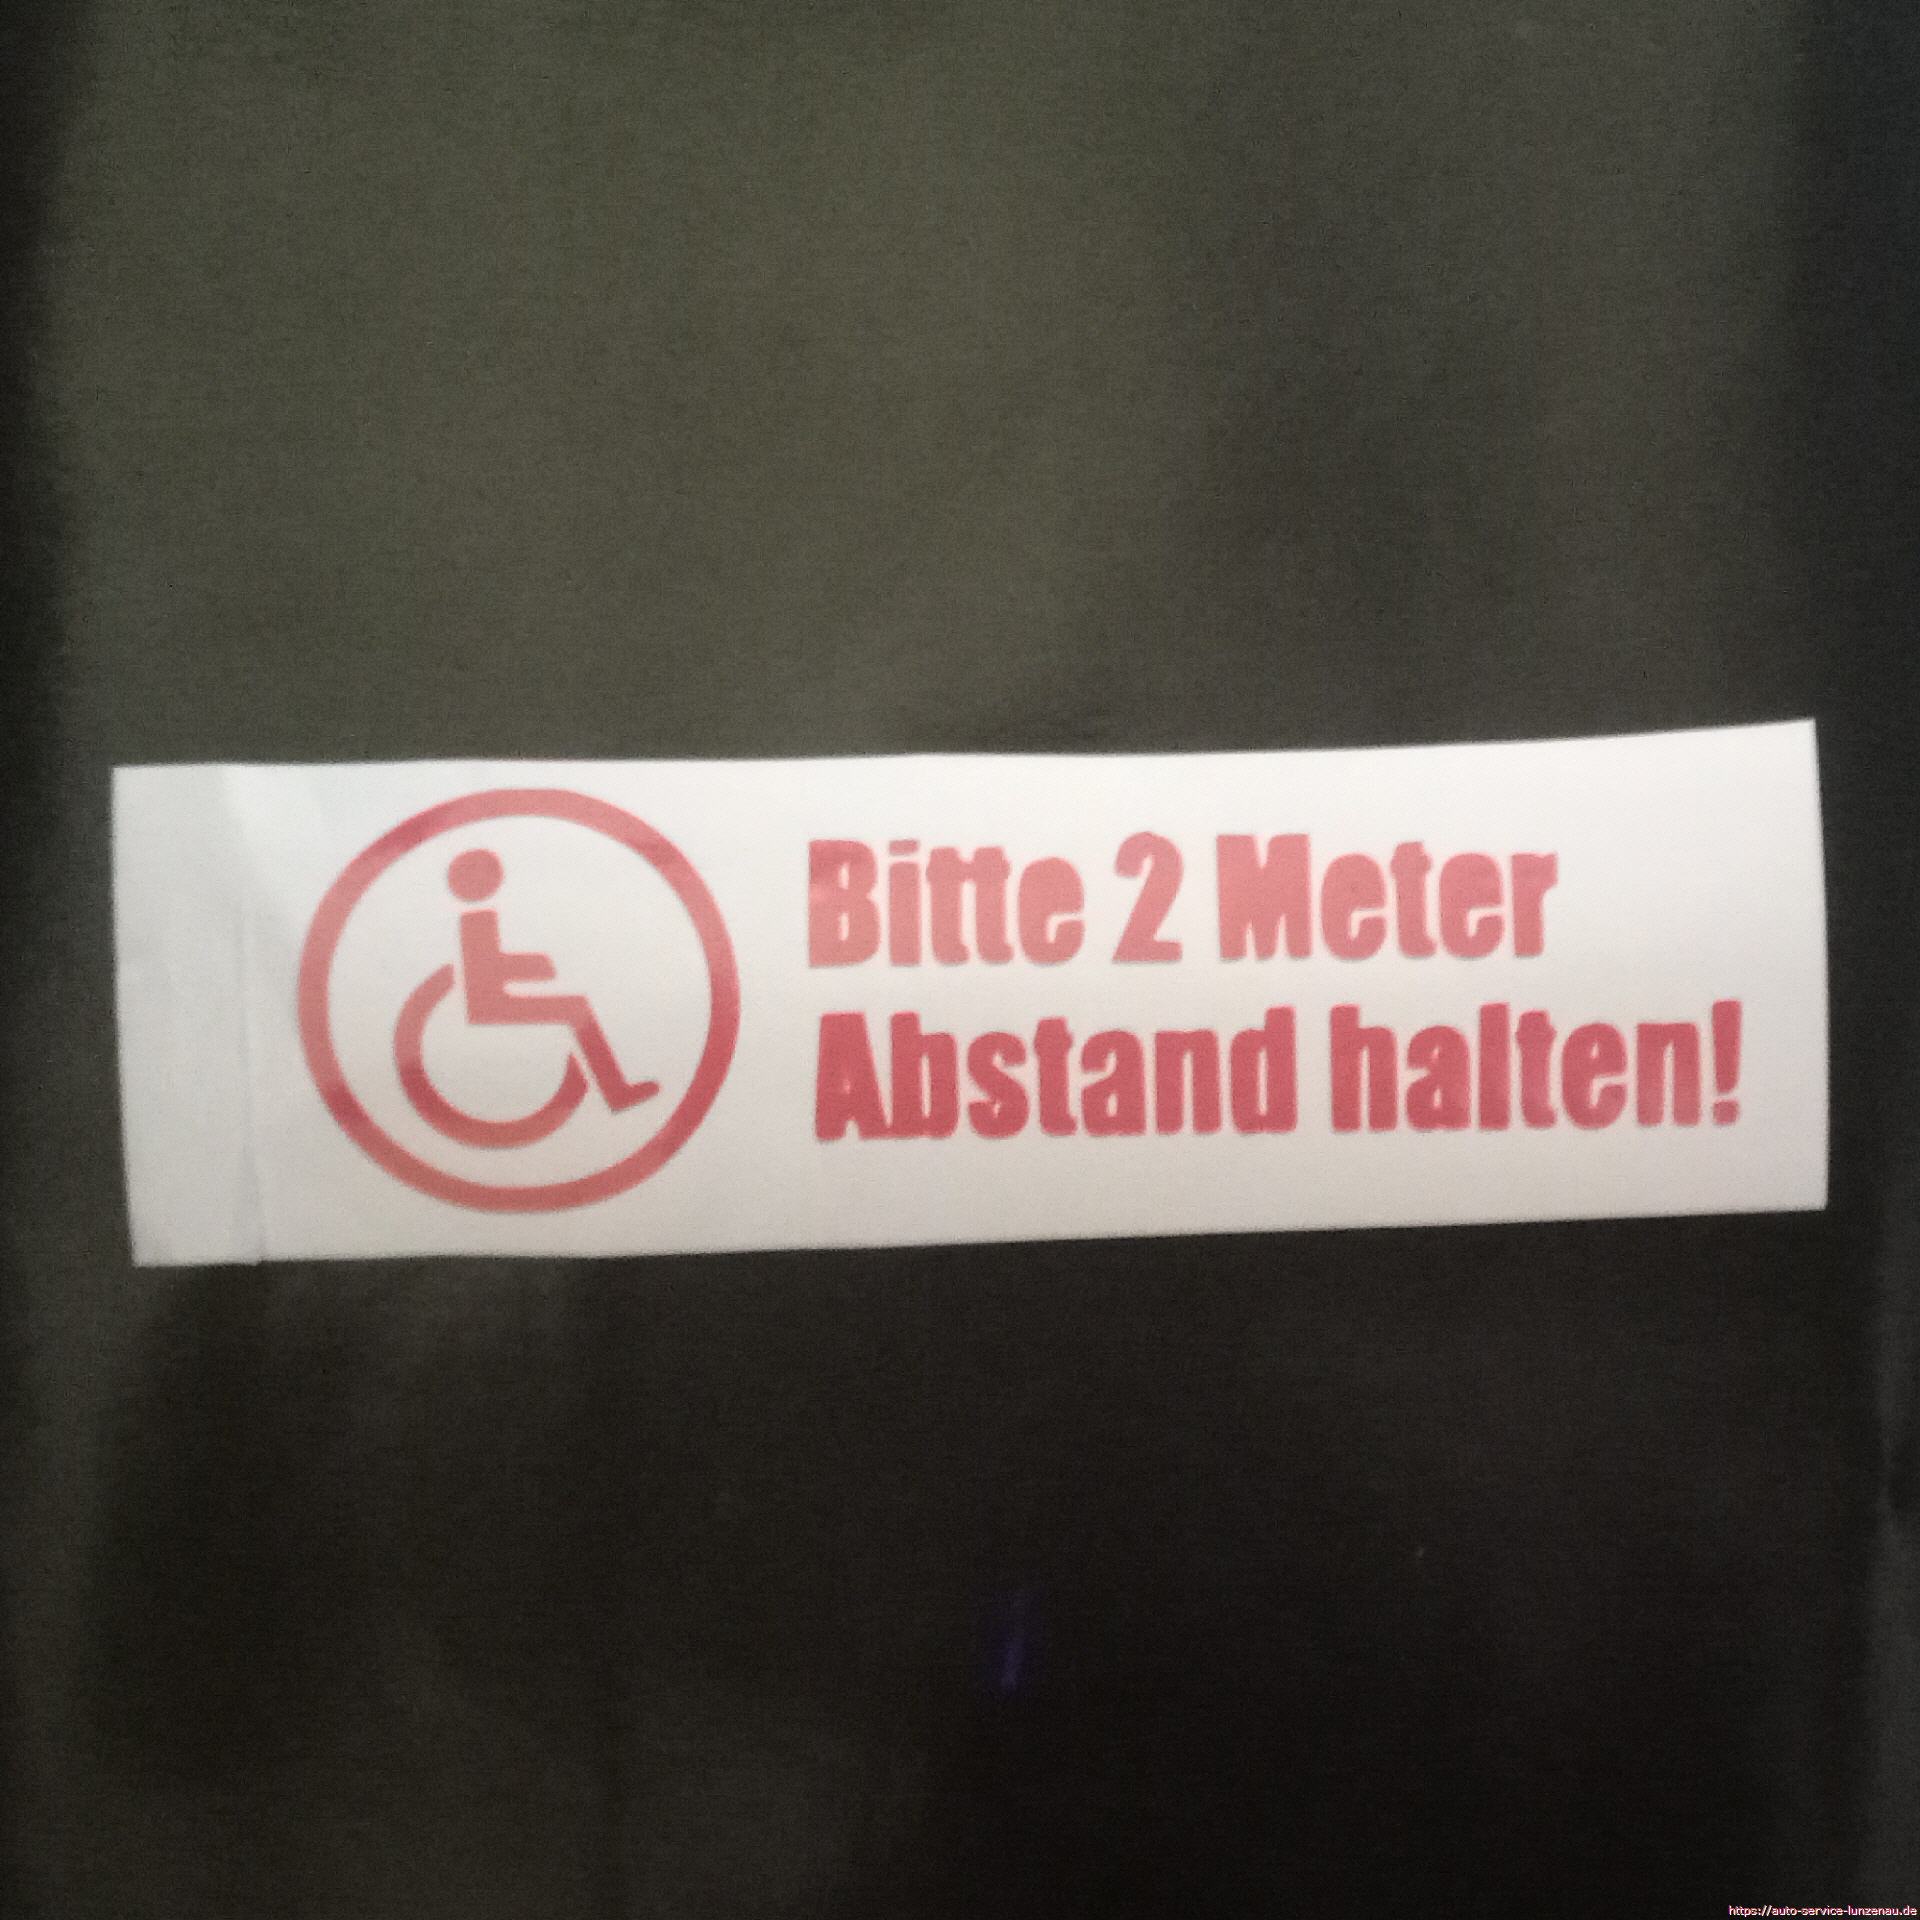 Bitte 2 Meter
Abstand halten!
https://auto-service-lunzenau.de